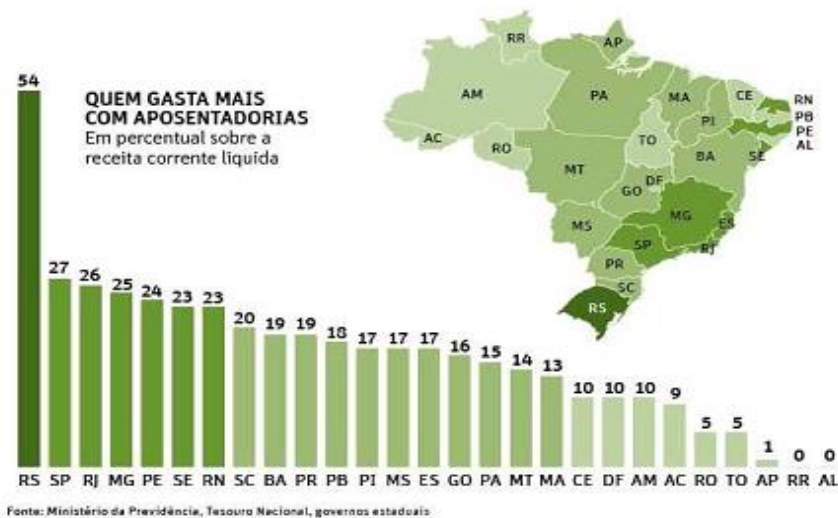 QUEM GASTA MAIS
COM APOSENTADORIAS
Em percentual sobre a
receita corrente líquida
RR
AP
AM
PA
MA
CE
RN
PB
PE
AL
PI
AC
RO
TO
SE
BA
MT
DF
GO
MG
ES
MS
SP
RJ
PR
SC
RS
54 27 26 25 24 23 23 20 19 19 18 17 17 17 16 15 14 13 10 10 10 9 5 5 1 0 0
RS SP RJ MG PE SE RN SC BA PR PB PI MS ES GO PA MT MA CE DF AM AC RO TO AP RR AL
Fonte: Ministério da Previdência, Tesouro Nacional, governos estaduais